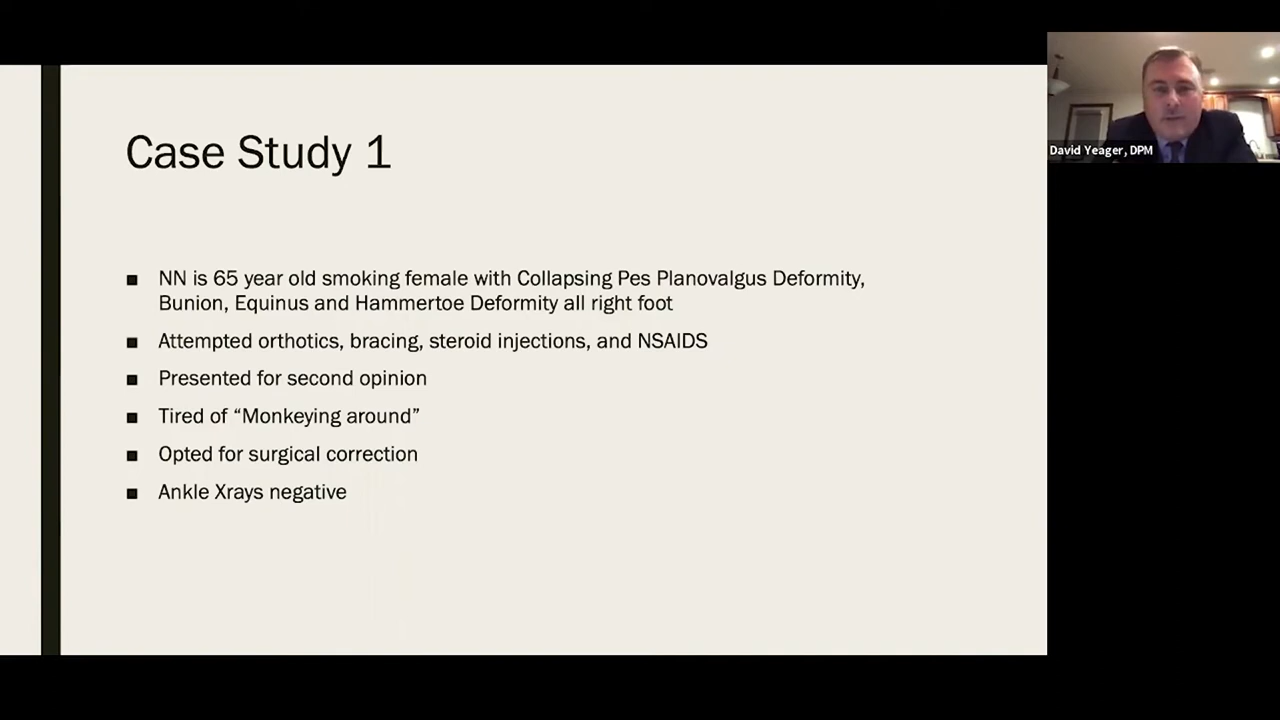 Case Study 1
■ NN is 65 year old smoking female with Collapsing Pes Planovalgus Deformity,
Bunion, Equinus and Hammertoe Deformity all right foot
■ Attempted orthotics, bracing, steroid injections, and NSAIDS
■ Presented for second opinion
■ Tired of “Monkeying around”
■ Opted for surgical correction
■ Ankle Xrays negative
David Yeager, DPM